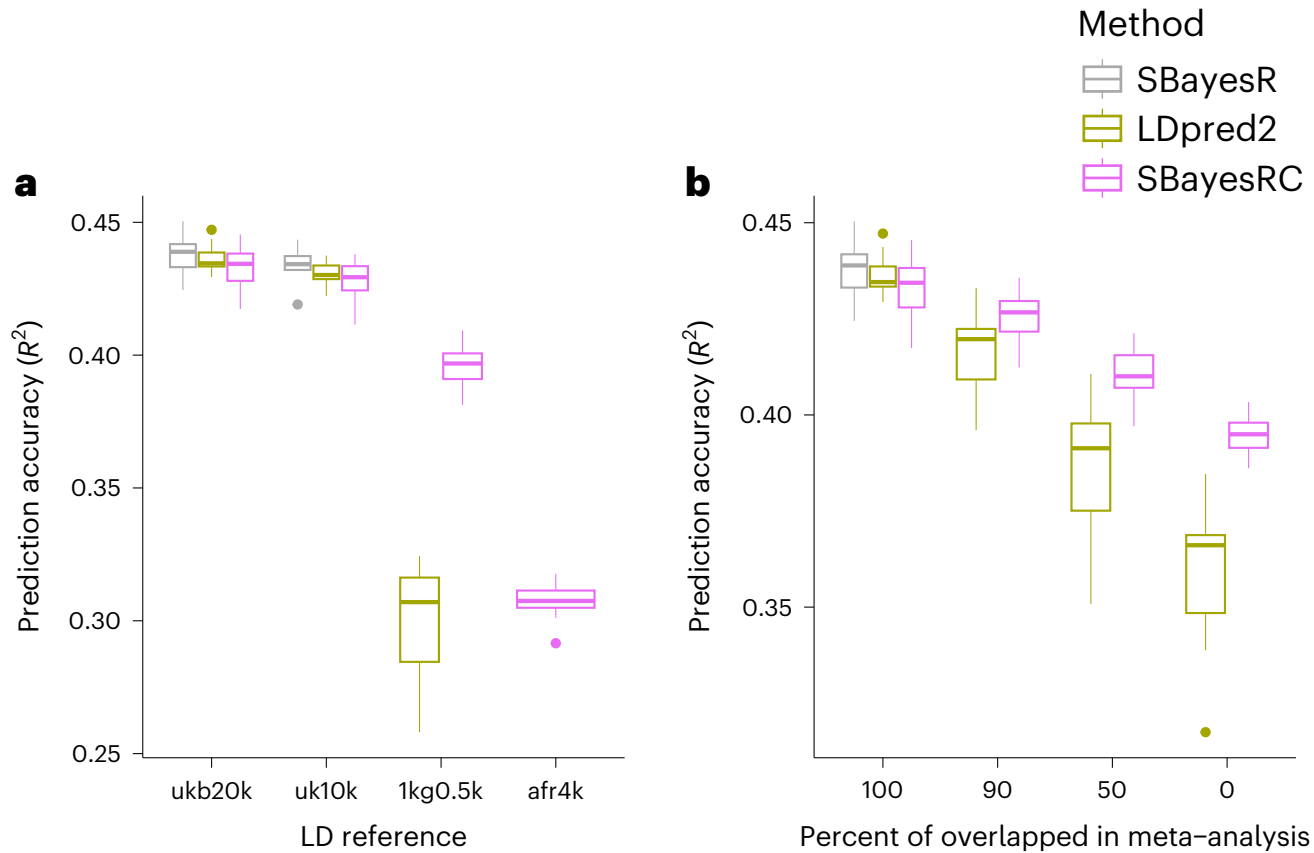 Method
SBayesR
LDpred2
SBayesRC
a
Prediction accuracy (R²)
0.45
0.40
0.35
0.30
0.25
ukb20k uk10k 1kg0.5k afr4k
LD reference
b
Prediction accuracy (R²)
0.45
0.40
0.35
100 90 50 0
Percent of overlapped in meta−analysis